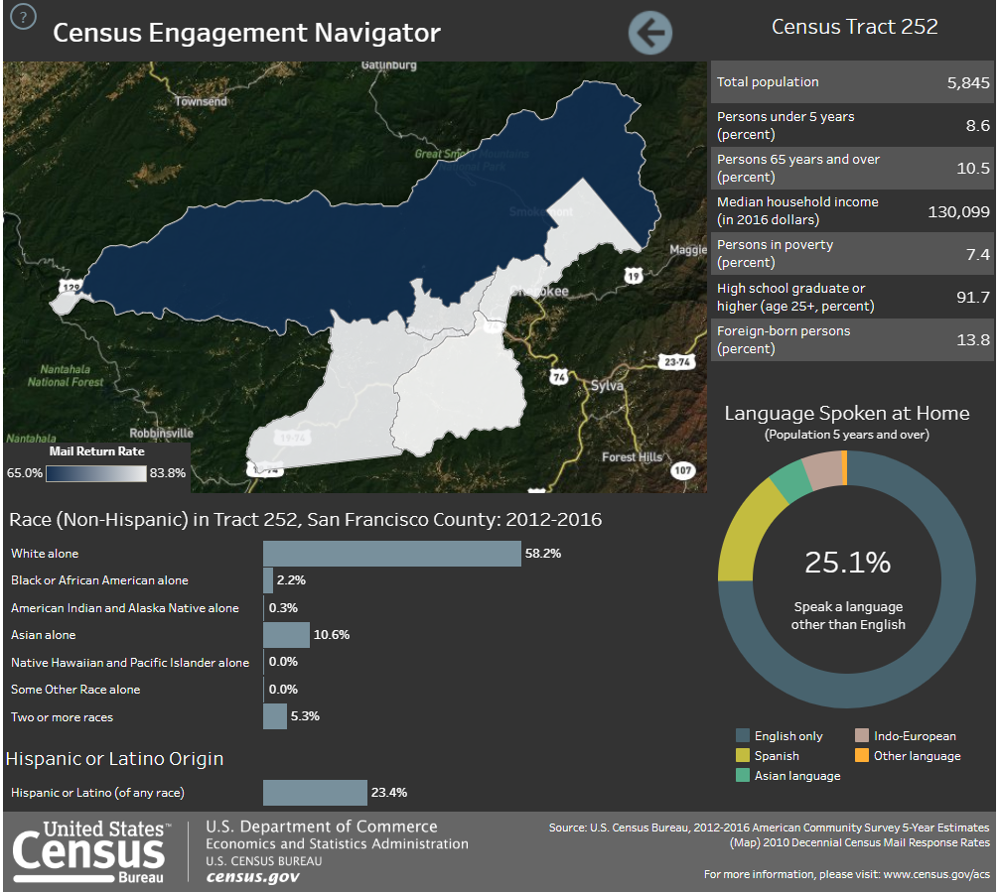 ?
Census Engagement Navigator
Census Tract 252
Gatlinburg
Townsend
Great Smoky Mountains
National Park
Smokemont
Maggie
129
19
Cherokee
74
23-74
Sylva
Nantahala
National Forest
Nantahala
Robbinsville
19-74
Forest Hills
107
Mail Return Rate
65.0%
83.8%
Total population
5,845
Persons under 5 years
(percent)
8.6
Persons 65 years and over
(percent)
10.5
Median household income
(in 2016 dollars)
130,099
Persons in poverty
(percent)
7.4
High school graduate or
higher (age 25+, percent)
91.7
Foreign-born persons
(percent)
13.8
Language Spoken at Home
(Population 5 years and over)
25.1%
Speak a language
other than English
English only
Indo-European
Spanish
Other language
Asian language
Race (Non-Hispanic) in Tract 252, San Francisco County: 2012-2016
White alone
58.2%
Black or African American alone
2.2%
American Indian and Alaska Native alone
0.3%
Asian alone
10.6%
Native Hawaiian and Pacific Islander alone
0.0%
Some Other Race alone
0.0%
Two or more races
5.3%
Hispanic or Latino Origin
Hispanic or Latino (of any race)
23.4%
United States™
Census
Bureau
U.S. Department of Commerce
Economics and Statistics Administration
U.S. CENSUS BUREAU
census.gov
Source: U.S. Census Bureau, 2012-2016 American Community Survey 5-Year Estimates
(Map) 2010 Decennial Census Mail Response Rates
For more information, please visit: www.census.gov/acs